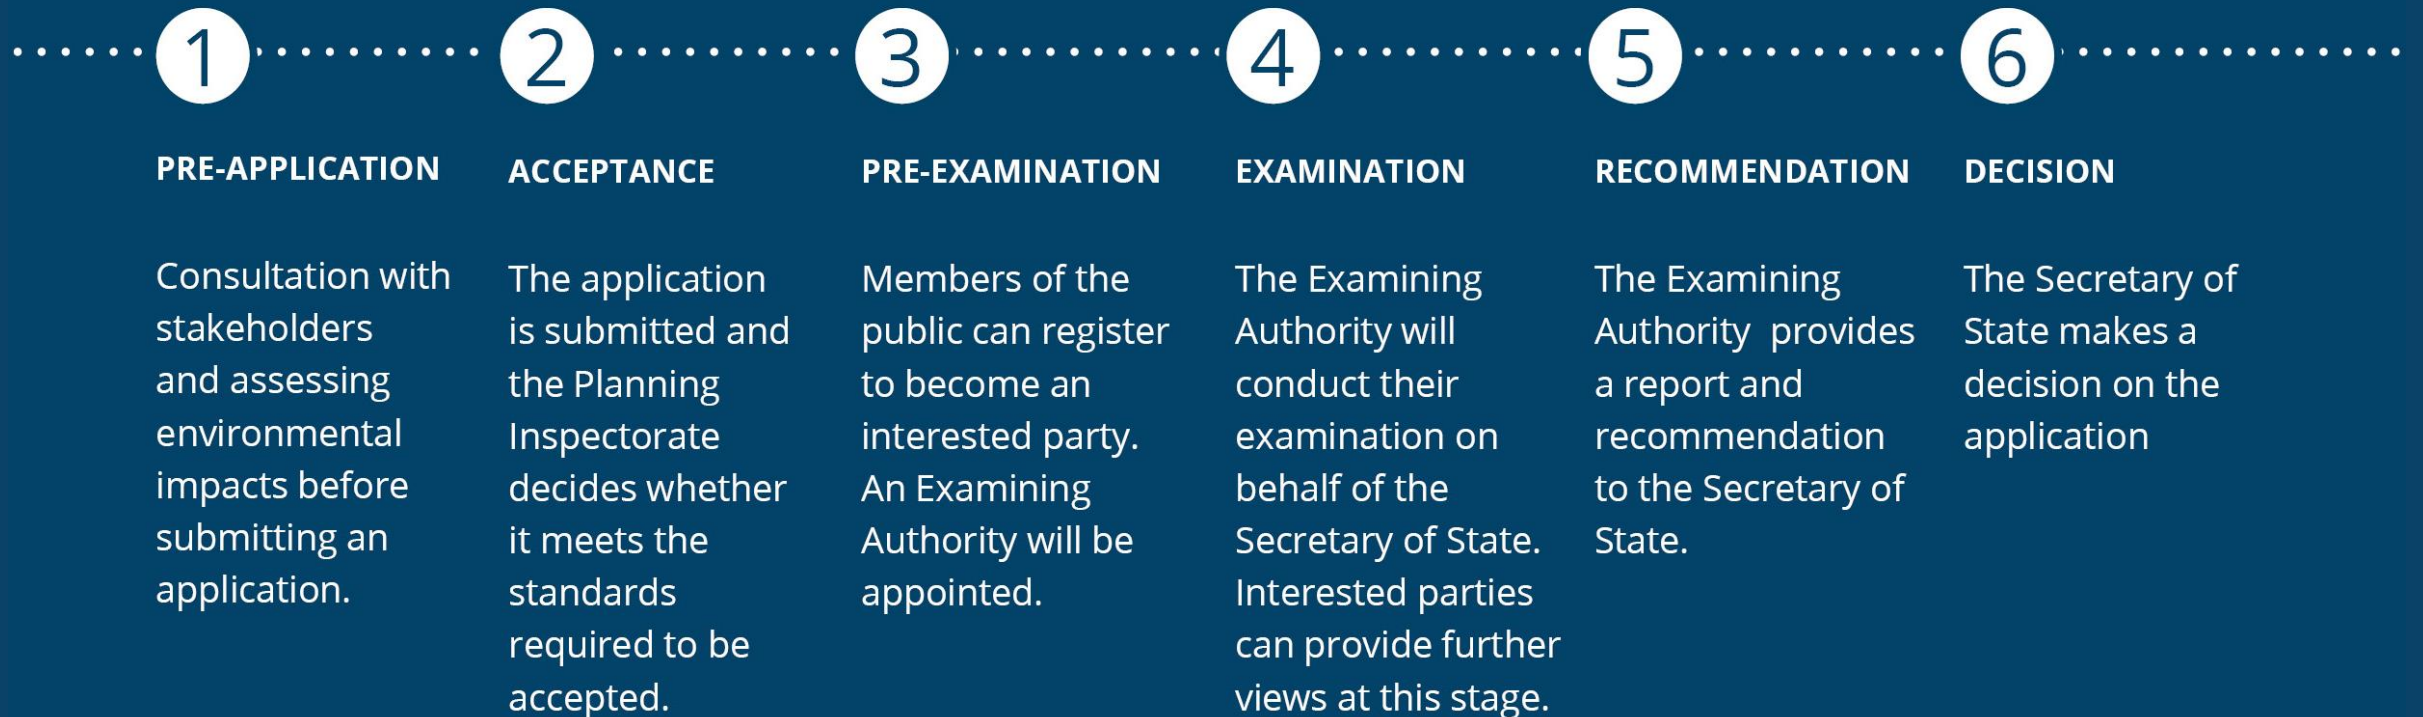 1
2
3
4
5
6
PRE-APPLICATION
Consultation with
stakeholders
and assessing
environmental
impacts before
submitting an
application.
ACCEPTANCE
The application
is submitted and
the Planning
Inspectorate
decides whether
it meets the
standards
required to be
accepted.
PRE-EXAMINATION
Members of the
public can register
to become an
interested party.
An Examining
Authority will be
appointed.
EXAMINATION
The Examining
Authority will
conduct their
examination on
behalf of the
Secretary of State.
Interested parties
can provide further
views at this stage.
RECOMMENDATION
The Examining
Authority  provides
a report and
recommendation
to the Secretary of
State.
DECISION
The Secretary of
State makes a
decision on the
application